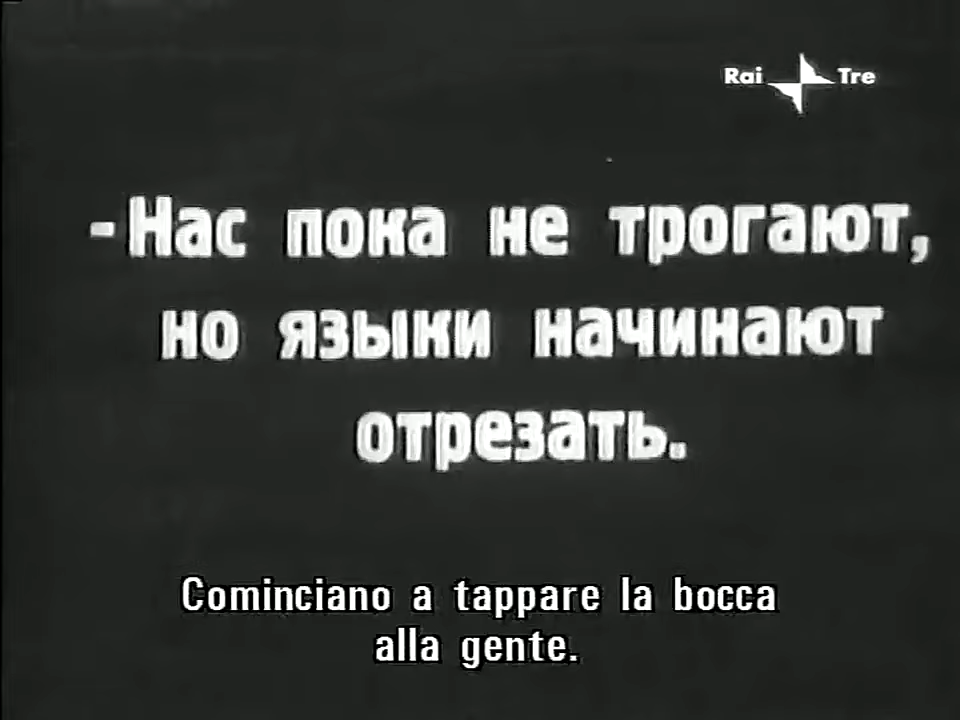 Rai Tre
-Нас пока не трогают,
но языки начинают
отрезать.
Cominciano a tappare la bocca
alla gente.